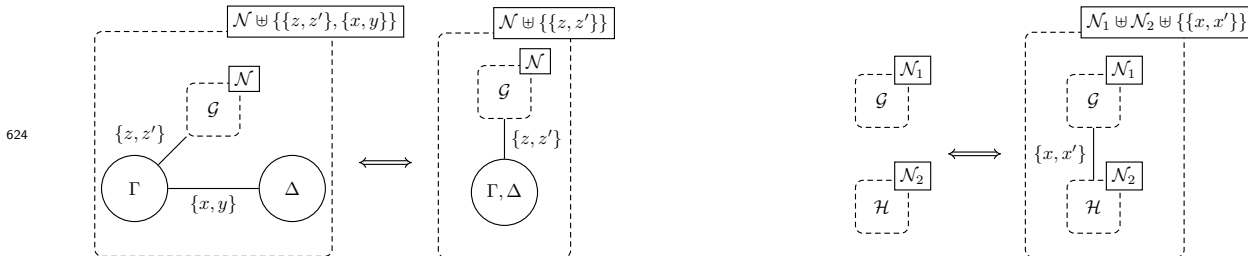 𝒩 ⊎ {{z, z′}, {x, y}}
𝒩
𝒢
{z, z′}
Γ
{x, y}
Δ
⟺
𝒩 ⊎ {{z, z′}}
𝒩
𝒢
{z, z′}
Γ, Δ
𝒩₁
𝒢
𝒩₂
ℋ
⟺
𝒩₁ ⊎ 𝒩₂ ⊎ {{x, x′}}
𝒩₁
𝒢
{x, x′}
𝒩₂
ℋ
624